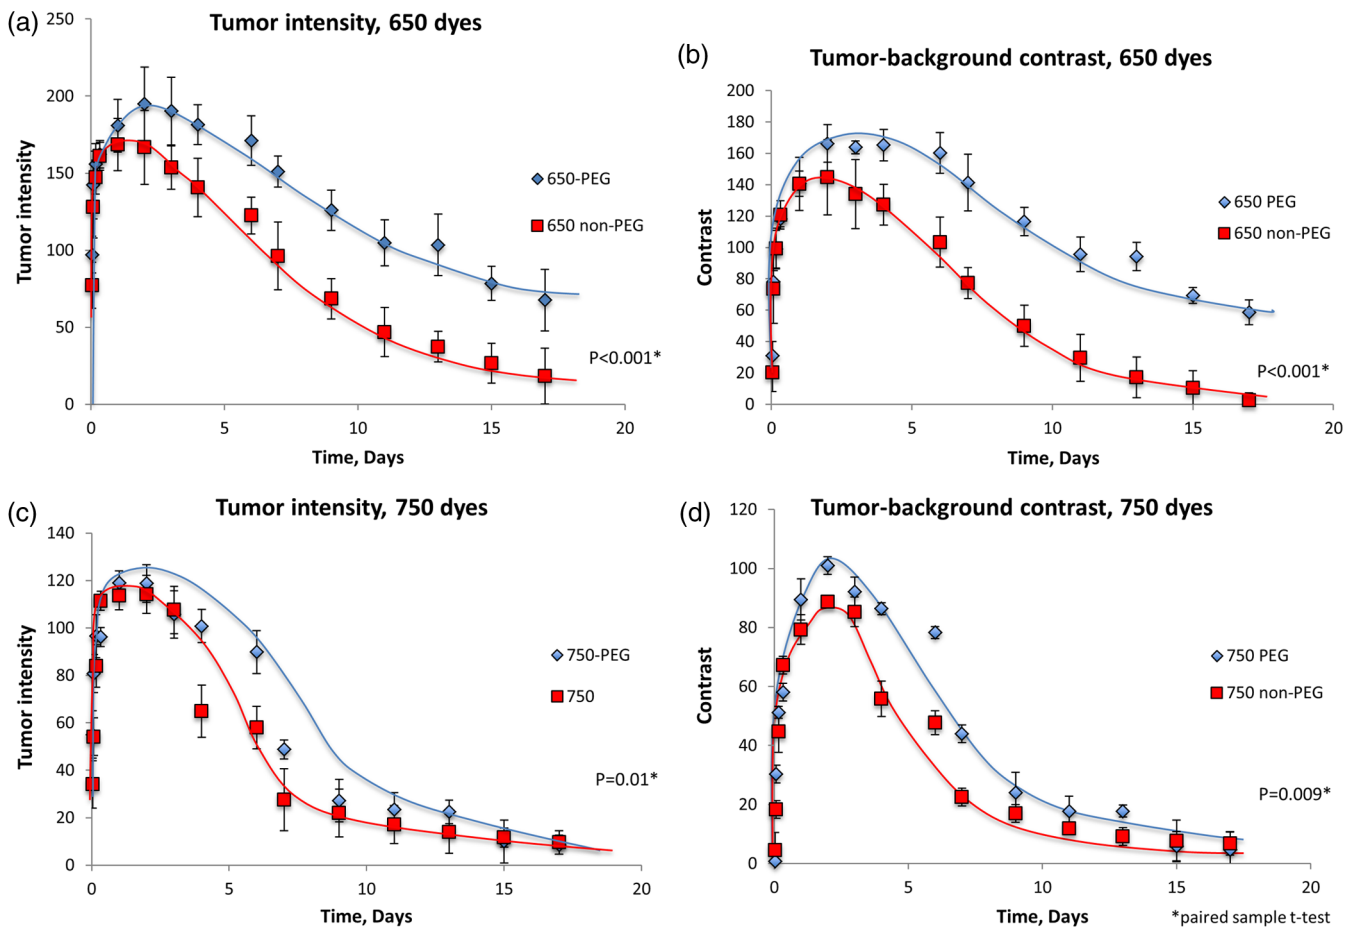 (a)
Tumor intensity, 650 dyes
Tumor intensity
250
200
150
100
50
0
0 5 10 15 20
Time, Days
650-PEG
650 non-PEG
P<0.001*
(b)
Tumor-background contrast, 650 dyes
Contrast
200
180
160
140
120
100
80
60
40
20
0
0 5 10 15 20
Time, Days
650 PEG
650 non-PEG
P<0.001*
(c)
Tumor intensity, 750 dyes
Tumor intensity
140
120
100
80
60
40
20
0
0 5 10 15 20
Time, Days
750-PEG
750
P=0.01*
(d)
Tumor-background contrast, 750 dyes
Contrast
120
100
80
60
40
20
0
0 5 10 15 20
Time, Days
750 PEG
750 non-PEG
P=0.009*
*paired sample t-test